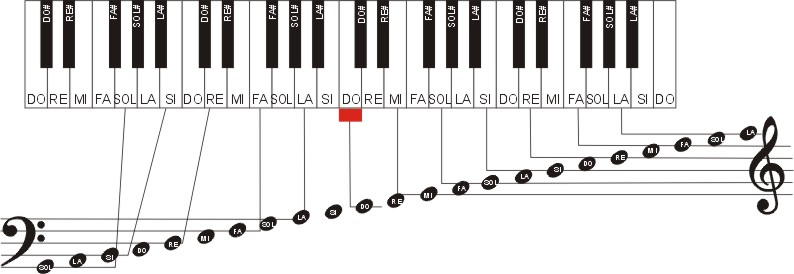 DO# RE# FA# SOL# LA# DO# RE# FA# SOL# LA# DO# RE# FA# SOL# LA# DO# RE# FA# SOL# LA#
DO RE MI FA SOL LA SI DO RE MI FA SOL LA SI DO RE MI FA SOL LA SI DO RE MI FA SOL LA SI DO
SOL LA SI DO RE MI FA SOL LA SI DO RE MI FA SOL LA SI DO RE MI FA SOL LA